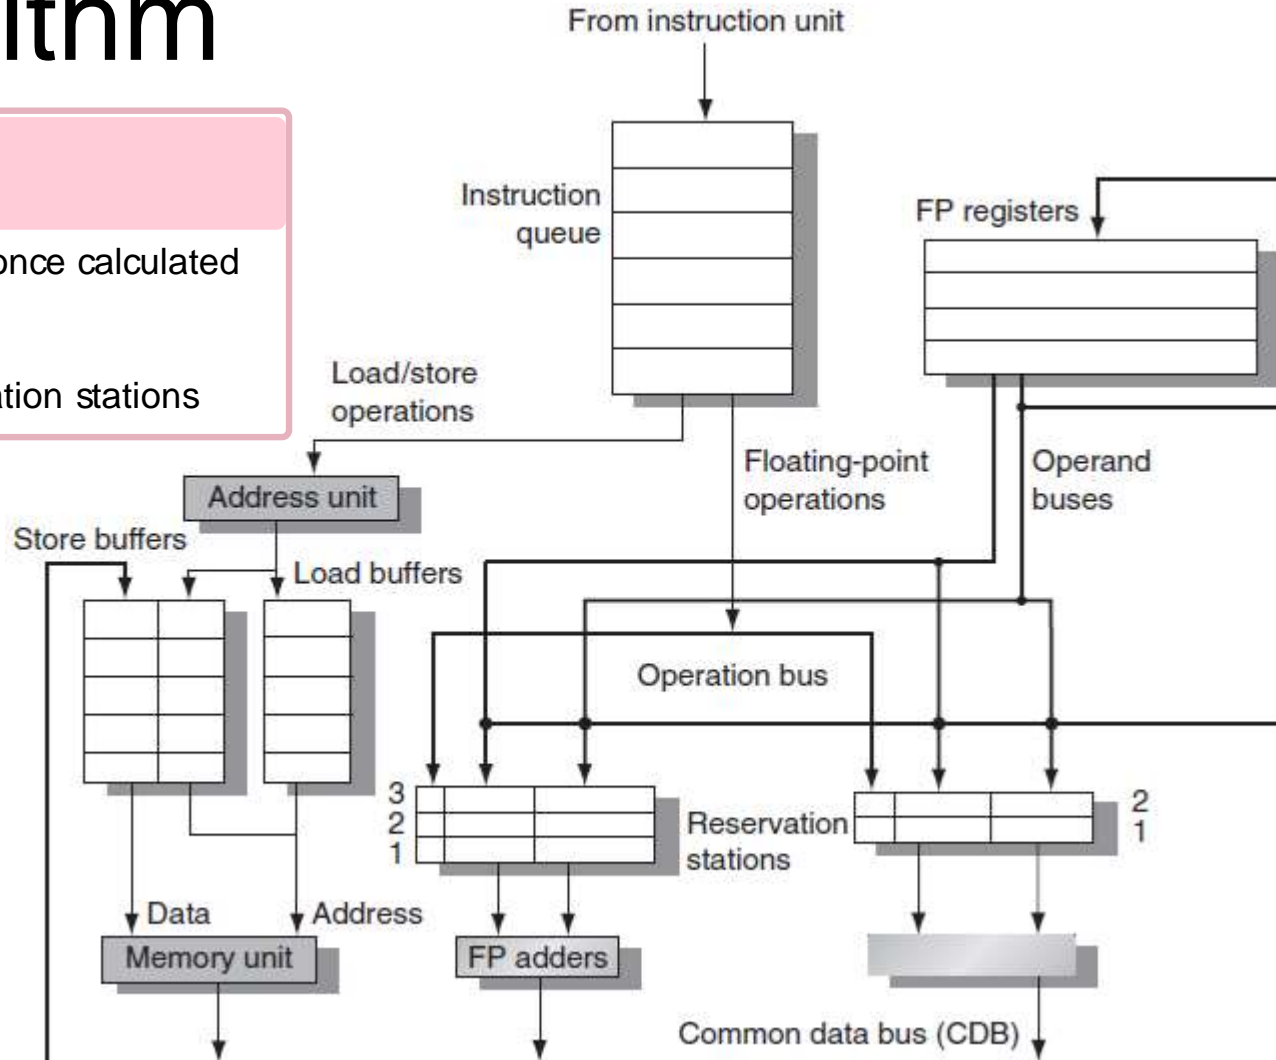 ithm
once calculated
ation stations
From instruction unit
Instruction
queue
FP registers
Load/store
operations
Floating-point
operations
Operand
buses
Address unit
Store buffers
Load buffers
Operation bus
3
2
1
Reservation
stations
2
1
Data
Address
Memory unit
FP adders
Common data bus (CDB)